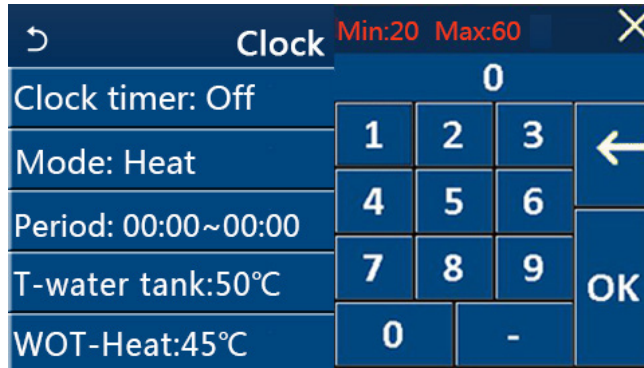 Clock
Clock timer: Off
Mode: Heat
Period: 00:00~00:00
T-water tank:50℃
WOT-Heat:45℃
Min:20 Max:60
0
1 2 3
4 5 6
7 8 9
0 -
OK